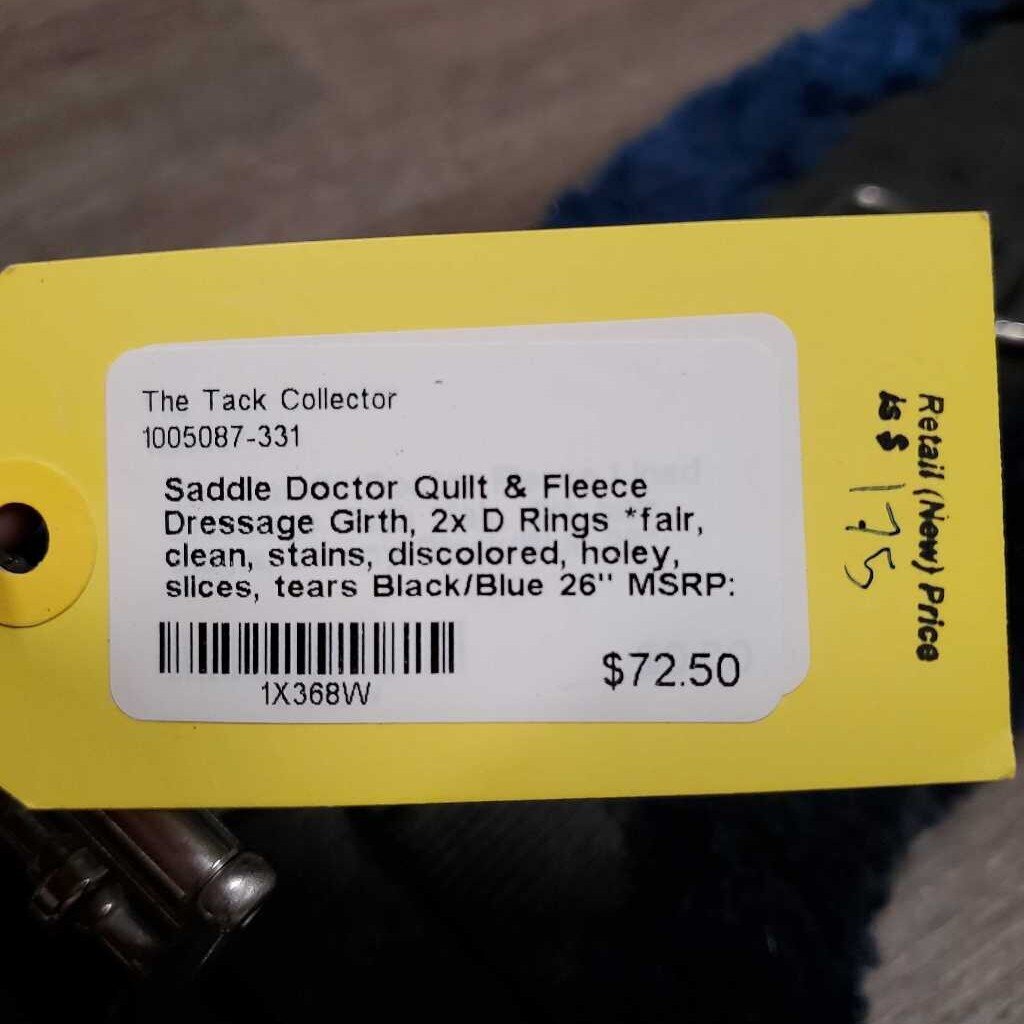 The Tack Collector
1005087-331
Saddle Doctor Quilt & Fleece
Dressage Girth, 2x D Rings *fair,
clean, stains, discolored, holey,
slices, tears Black/Blue 26" MSRP:
1X368W
$72.50
Retail (New) Price
is $ 175